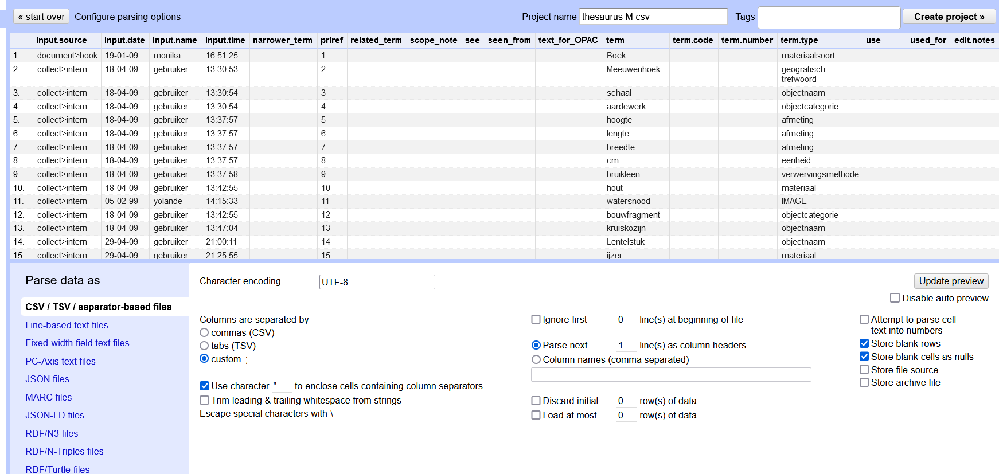 « start over Configure parsing options Project name thesaurus M csv Tags Create project »
input.source input.date input.name input.time narrower_term priref related_term scope_note see seen_from text_for_OPAC term term.code term.number term.type use used_for edit.notes
1. document>book 19-01-09 monika 16:51:25 1 Boek materiaalsoort
2. collect>intern 18-04-09 gebruiker 13:30:53 2 Meeuwenhoek geografisch
trefwoord
3. collect>intern 18-04-09 gebruiker 13:30:54 3 schaal objectnaam
4. collect>intern 18-04-09 gebruiker 13:30:54 4 aardewerk objectcategorie
5. collect>intern 18-04-09 gebruiker 13:37:57 5 hoogte afmeting
6. collect>intern 18-04-09 gebruiker 13:37:57 6 lengte afmeting
7. collect>intern 18-04-09 gebruiker 13:37:57 7 breedte afmeting
8. collect>intern 18-04-09 gebruiker 13:37:57 8 cm eenheid
9. collect>intern 18-04-09 gebruiker 13:37:58 9 bruikleen verwervingsmethode
10. collect>intern 18-04-09 gebruiker 13:42:55 10 hout materiaal
11. collect>intern 05-02-99 yolande 14:15:33 11 watersnood IMAGE
12. collect>intern 18-04-09 gebruiker 13:42:55 12 bouwfragment objectcategorie
13. collect>intern 18-04-09 gebruiker 13:47:04 13 kruiskozijn objectnaam
14. collect>intern 29-04-09 gebruiker 21:00:11 14 Lentelstuk objectnaam
15. collect>intern 29-04-09 gebruiker 21:25:55 15 ijzer materiaal
Parse data as
CSV / TSV / separator-based files
Line-based text files
Fixed-width field text files
PC-Axis text files
JSON files
MARC files
JSON-LD files
RDF/N3 files
RDF/N-Triples files
RDF/Turtle files
Character encoding UTF-8
Update preview
Disable auto preview
Columns are separated by
commas (CSV)
tabs (TSV)
custom ;
Use character " to enclose cells containing column separators
Trim leading & trailing whitespace from strings
Escape special characters with \
Ignore first 0 line(s) at beginning of file
Parse next 1 line(s) as column headers
Column names (comma separated)
Discard initial 0 row(s) of data
Load at most 0 row(s) of data
Attempt to parse cell
text into numbers
Store blank rows
Store blank cells as nulls
Store file source
Store archive file